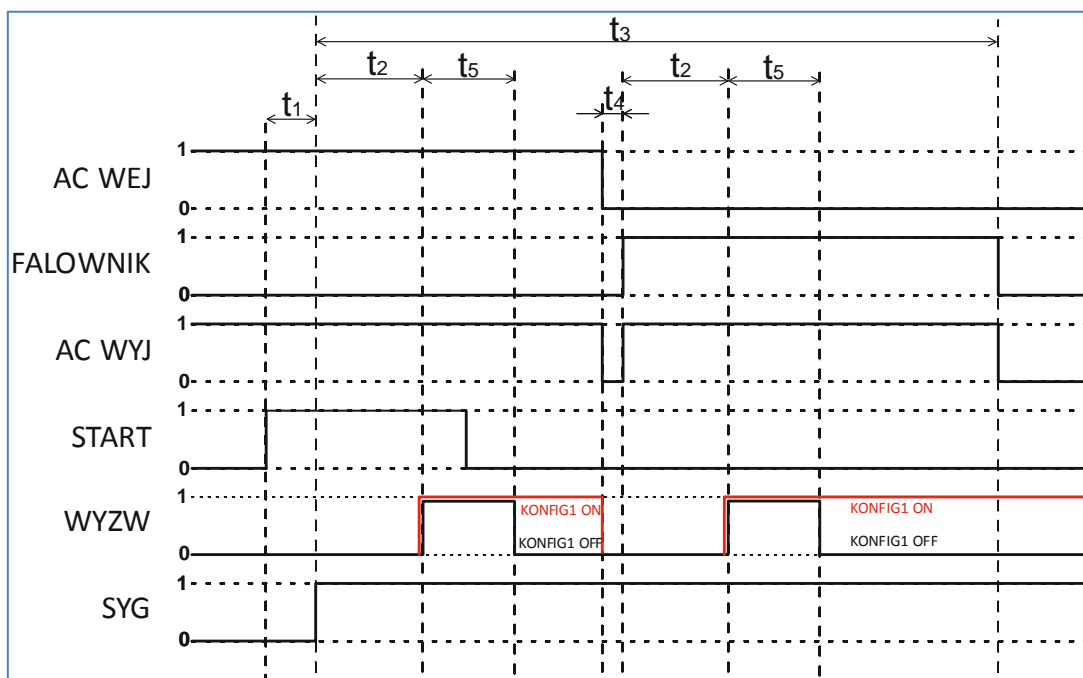 t3
t2 t5 t2 t5
t1 t4
AC WEJ 1
0
FALOWNIK 1
0
AC WYJ 1
0
START 1
0
WYZW 1
KONFIG1 ON KONFIG1 ON
KONFIG1 OFF KONFIG1 OFF
0
SYG 1
0